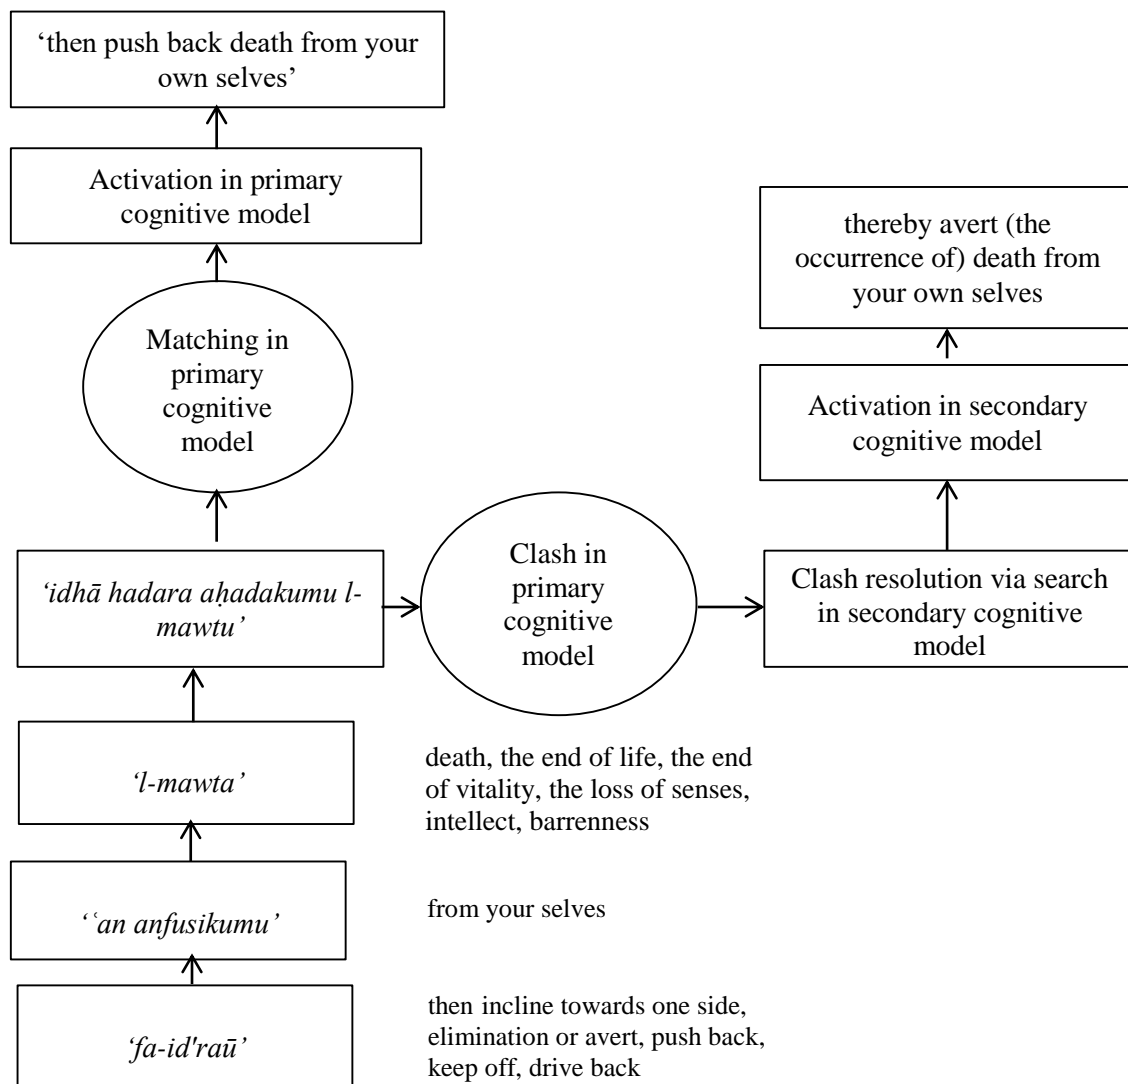 ‘then push back death from your
own selves’
Activation in primary
cognitive model
Matching in
primary
cognitive
model
thereby avert (the
occurrence of) death from
your own selves
Activation in secondary
cognitive model
‘idhā hadara aḥadakumu l-
mawtu’
Clash in
primary
cognitive
model
Clash resolution via search
in secondary cognitive
model
‘l-mawta’
death, the end of life, the end
of vitality, the loss of senses,
intellect, barrenness
‘ʿan anfusikumu’
from your selves
‘fa-id'raū’
then incline towards one side,
elimination or avert, push back,
keep off, drive back